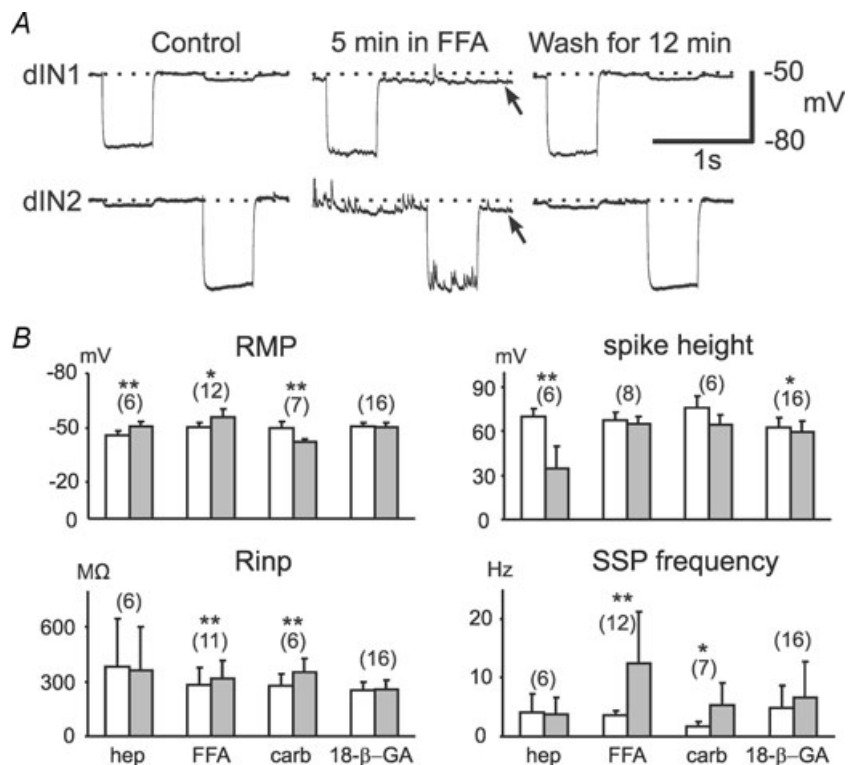 A
Control 5 min in FFA Wash for 12 min
dIN1
-50
mV
-80
1s
dIN2
B
RMP
mV
-80
-50
-20
0
**
(6)
*
(12)
**
(7)
(16)
spike height
mV
90
60
30
0
**
(6)
(8)
(6)
*
(16)
Rinp
MΩ
600
300
0
(6)
**
(11)
**
(6)
(16)
hep FFA carb 18-β-GA
SSP frequency
Hz
20
10
0
(6)
**
(12)
*
(7)
(16)
hep FFA carb 18-β-GA